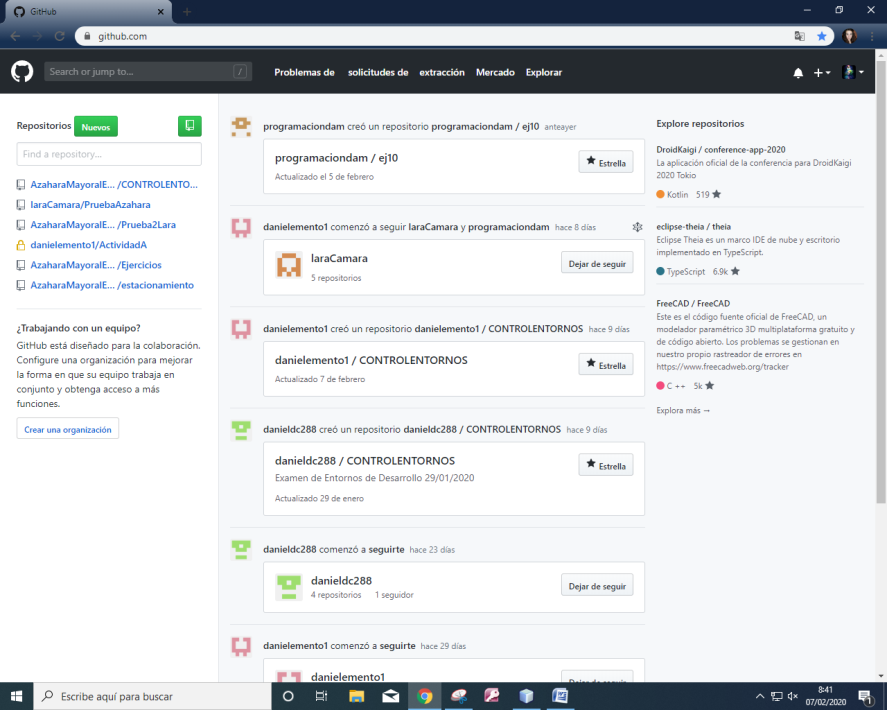 GitHub
github.com
Search or jump to...
/
Problemas de solicitudes de extracción Mercado Explorar
Repositorios Nuevos
Find a repository...
AzaharaMayoralE... /CONTROLENTO...
laraCamara/PruebaAzahara
AzaharaMayoralE... /Prueba2Lara
danielemento1/ActividadA
AzaharaMayoralE... /Ejercicios
AzaharaMayoralE... /estacionamiento
¿Trabajando con un equipo?
GitHub está diseñado para la colaboración.
Configure una organización para mejorar
la forma en que su equipo trabaja en
conjunto y obtenga acceso a más
funciones.
Crear una organización
programaciondam creó un repositorio programaciondam / ej10 anteayer
programaciondam / ej10
Estrella
Actualizado el 5 de febrero
danielemento1 comenzó a seguir laraCamara y programaciondam hace 8 días
laraCamara
Dejar de seguir
5 repositorios
danielemento1 creó un repositorio danielemento1 / CONTROLENTORNOS hace 9 días
danielemento1 / CONTROLENTORNOS
Estrella
Actualizado 7 de febrero
danieldc288 creó un repositorio danieldc288 / CONTROLENTORNOS hace 9 días
danieldc288 / CONTROLENTORNOS
Estrella
Examen de Entornos de Desarrollo 29/01/2020
Actualizado 29 de enero
danieldc288 comenzó a seguirte hace 23 días
danieldc288
Dejar de seguir
4 repositorios 1 seguidor
danielemento1 comenzó a seguirte hace 29 días
danielemento1
Dejar de seguir
Explore repositorios
DroidKaigi / conference-app-2020
La aplicación oficial de la conferencia para DroidKaigi
2020 Tokio
Kotlin 519
eclipse-theia / theia
Eclipse Theia es un marco IDE de nube y escritorio
implementado en TypeScript.
TypeScript 6.9k
FreeCAD / FreeCAD
Este es el código fuente oficial de FreeCAD, un
modelador paramétrico 3D multiplataforma gratuito y
de código abierto. Los problemas se gestionan en
nuestro propio rastreador de errores en
https://www.freecadweb.org/tracker
C ++ 5k
Explora más →
Escribe aquí para buscar
8:41
07/02/2020
1